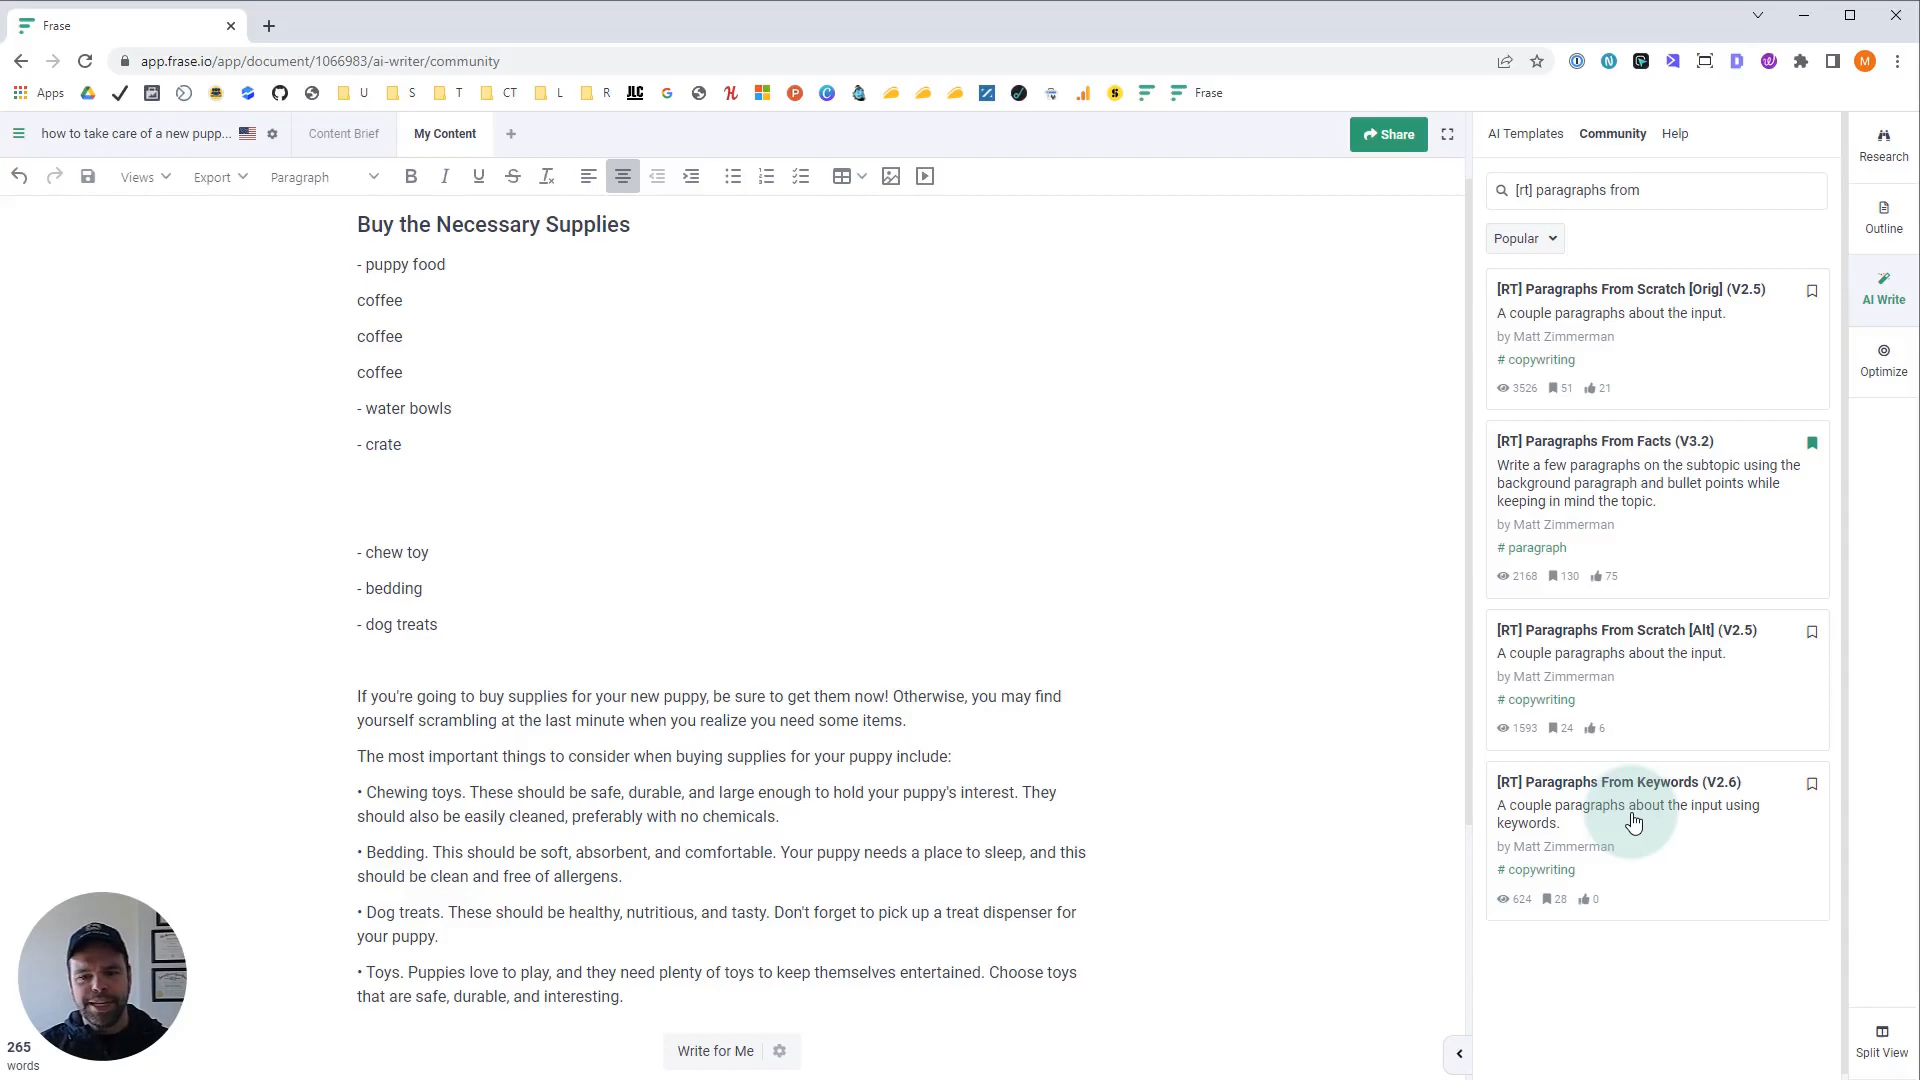 Frase
app.frase.io/app/document/1066983/ai-writer/community
M
Apps
U
S
T
CT
L
R
JLC
Frase
how to take care of a new pupp...
Content Brief
My Content
Share
AI Templates
Community
Help
Research
Views
Export
Paragraph
B
I
U
S
[rt] paragraphs from
Popular
Outline
AI Write
Optimize
Buy the Necessary Supplies
- puppy food
coffee
coffee
coffee
- water bowls
- crate
- chew toy
- bedding
- dog treats
If you're going to buy supplies for your new puppy, be sure to get them now! Otherwise, you may find
yourself scrambling at the last minute when you realize you need some items.
The most important things to consider when buying supplies for your puppy include:
• Chewing toys. These should be safe, durable, and large enough to hold your puppy's interest. They
should also be easily cleaned, preferably with no chemicals.
• Bedding. This should be soft, absorbent, and comfortable. Your puppy needs a place to sleep, and this
should be clean and free of allergens.
• Dog treats. These should be healthy, nutritious, and tasty. Don't forget to pick up a treat dispenser for
your puppy.
• Toys. Puppies love to play, and they need plenty of toys to keep themselves entertained. Choose toys
that are safe, durable, and interesting.
[RT] Paragraphs From Scratch [Orig] (V2.5)
A couple paragraphs about the input.
by Matt Zimmerman
# copywriting
3526 51 21
[RT] Paragraphs From Facts (V3.2)
Write a few paragraphs on the subtopic using the
background paragraph and bullet points while
keeping in mind the topic.
by Matt Zimmerman
# paragraph
2168 130 75
[RT] Paragraphs From Scratch [Alt] (V2.5)
A couple paragraphs about the input.
by Matt Zimmerman
# copywriting
1593 24 6
[RT] Paragraphs From Keywords (V2.6)
A couple paragraphs about the input using
keywords.
by Matt Zimmerman
# copywriting
624 28 0
265
words
Write for Me
Split View